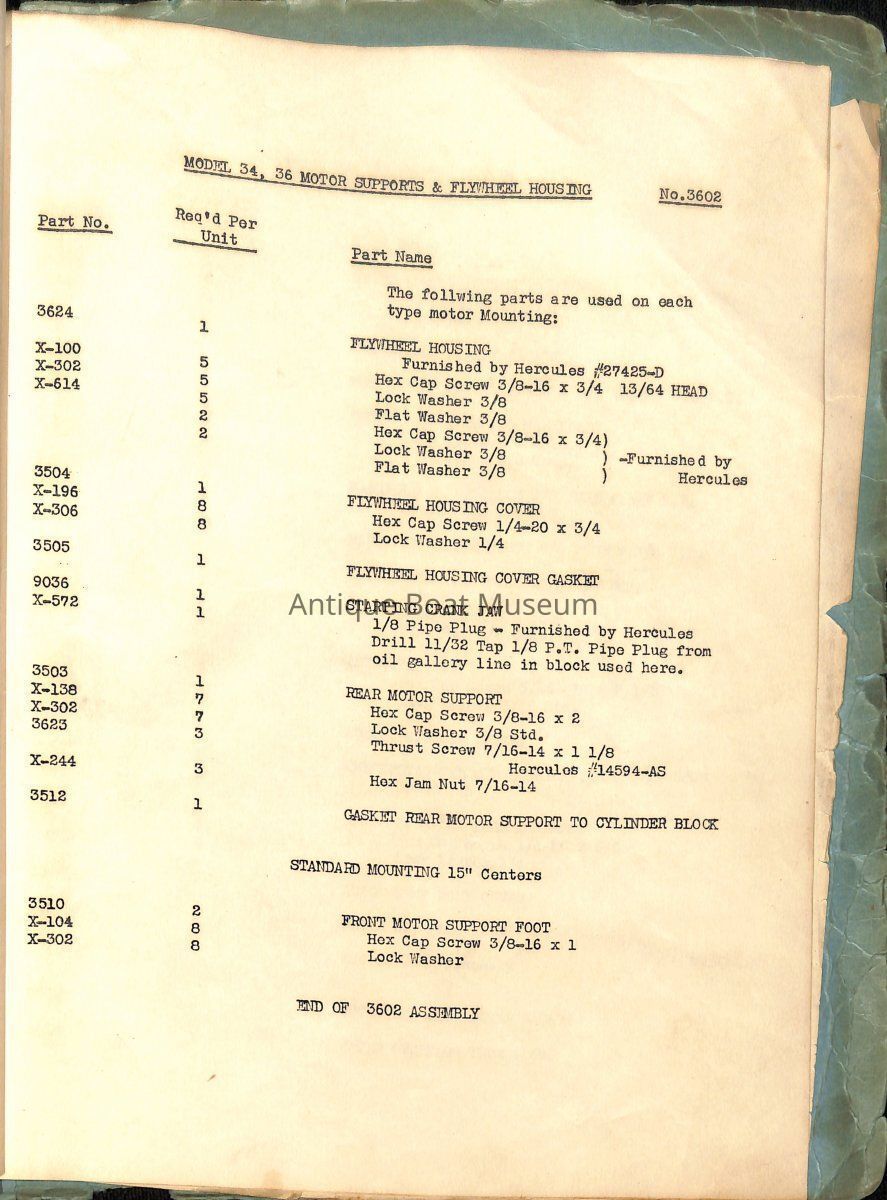 MODEL 34, 36 MOTOR SUPPORTS & FLYWHEEL HOUSING No.3602
Part No. Req'd Per Unit Part Name
The follwing parts are used on each
type motor Mounting:
3624 1 FLYWHEEL HOUSING
Furnished by Hercules #27425-D
X-100 5 Hex Cap Screw 3/8-16 x 3/4 13/64 HEAD
X-302 5 Lock Washer 3/8
X-614 5 Flat Washer 3/8
2 Hex Cap Screw 3/8-16 x 3/4)
2 Lock Washer 3/8 ) -Furnished by
Flat Washer 3/8 ) Hercules
3504 1 FLYWHEEL HOUSING COVER
X-196 8 Hex Cap Screw 1/4-20 x 3/4
X-306 8 Lock Washer 1/4
3505 1 FLYWHEEL HOUSING COVER GASKET
9036 1 STARTING CRANK JAW
Antique Boat Museum
X-572 1 1/8 Pipe Plug - Furnished by Hercules
Drill 11/32 Tap 1/8 P.T. Pipe Plug from
oil gallery line in block used here.
3503 1 REAR MOTOR SUPPORT
X-138 7 Hex Cap Screw 3/8-16 x 2
X-302 7 Lock Washer 3/8 Std.
3623 3 Thrust Screw 7/16-14 x 1 1/8
Hercules #14594-AS
X-244 3 Hex Jam Nut 7/16-14
3512 1 GASKET REAR MOTOR SUPPORT TO CYLINDER BLOCK
STANDARD MOUNTING 15" Centers
3510 2 FRONT MOTOR SUPPORT FOOT
X-104 8 Hex Cap Screw 3/8-16 x 1
X-302 8 Lock Washer
END OF 3602 ASSEMBLY